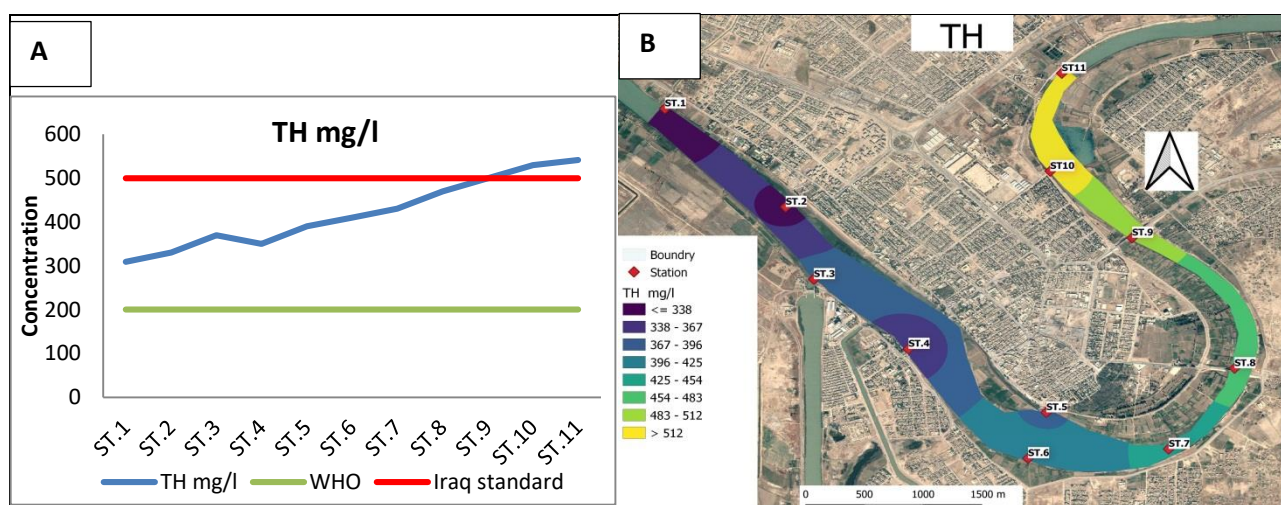 A
TH mg/l
600
500
400
300
200
100
0
Concentration
ST.1
ST.2
ST.3
ST.4
ST.5
ST.6
ST.7
ST.8
ST.9
ST.10
ST.11
TH mg/l
WHO
Iraq standard
B
TH
ST11
ST.1
ST10
ST.2
ST.9
ST.3
ST.4
ST.8
ST.5
ST.7
ST.6
Boundry
Station
TH mg/l
<= 338
338 - 367
367 - 396
396 - 425
425 - 454
454 - 483
483 - 512
> 512
0 500 1000 1500 m